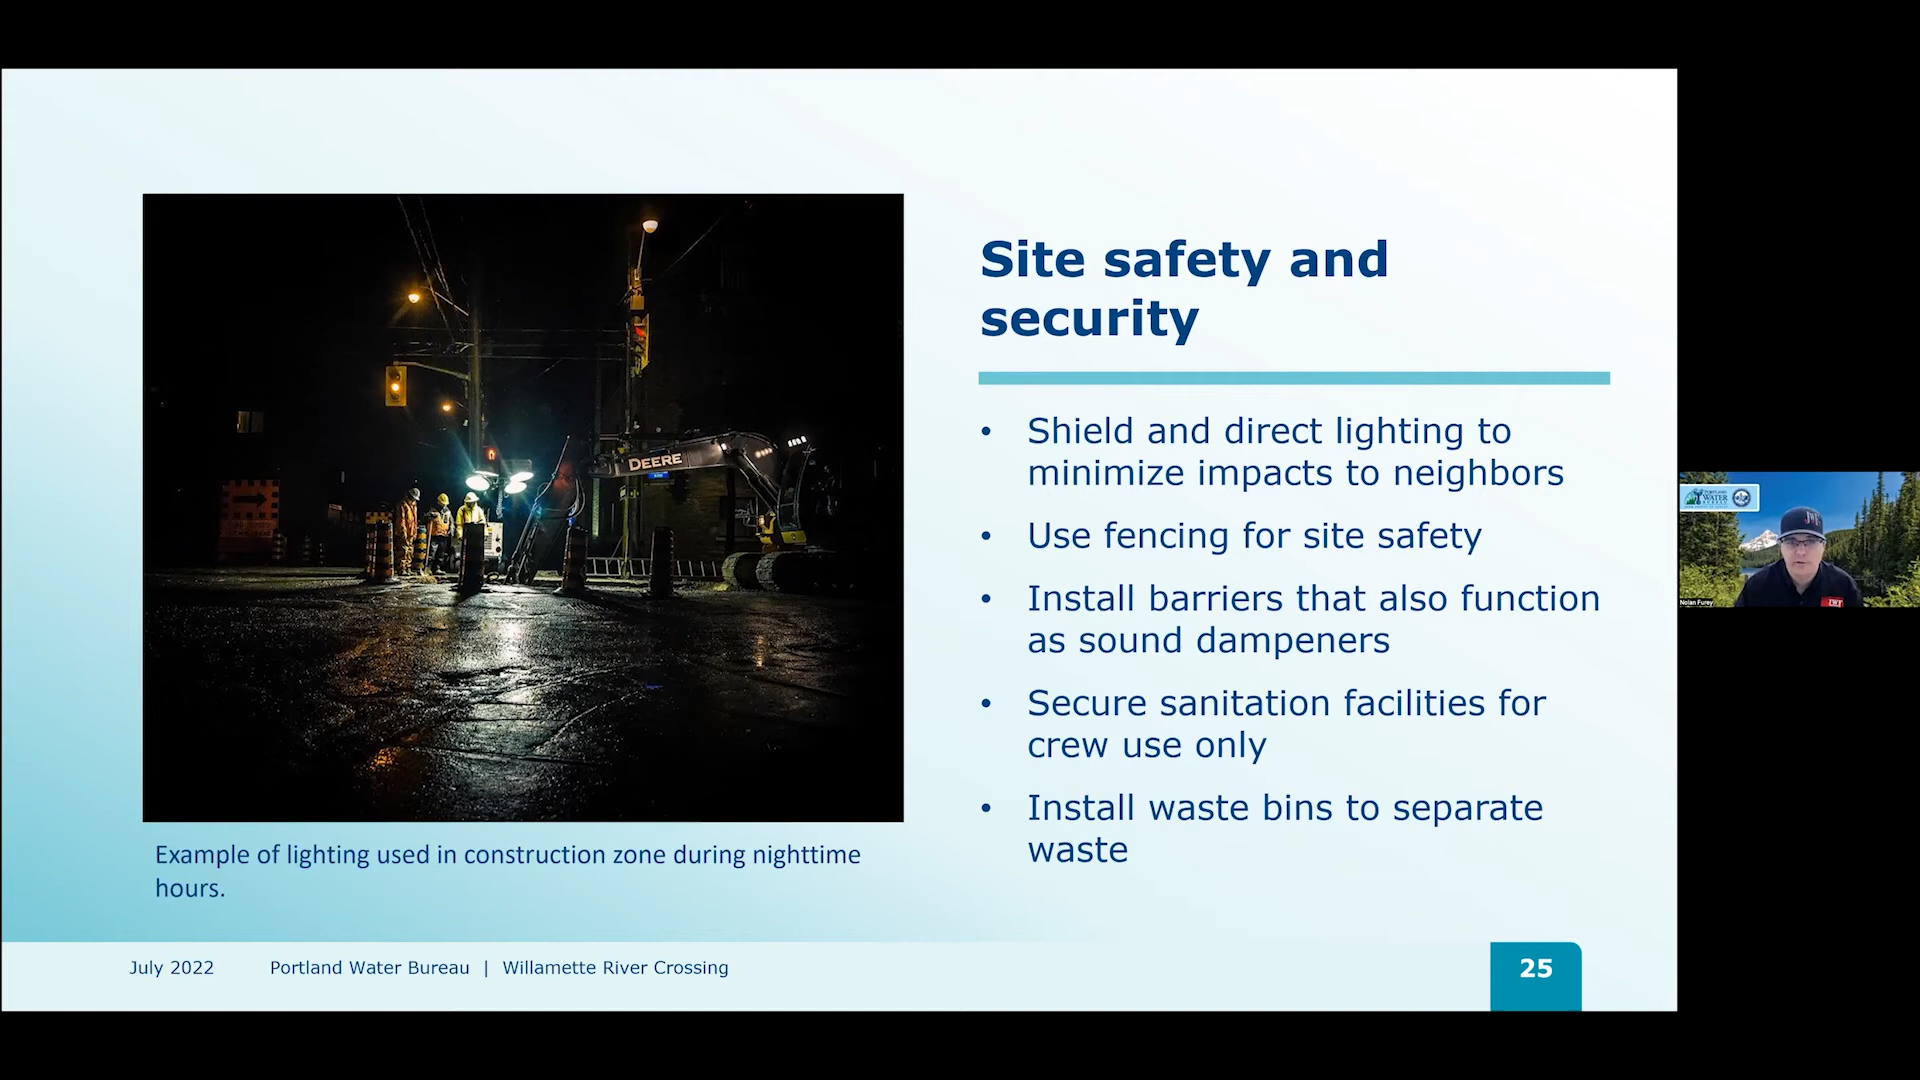 Site safety and
security
• Shield and direct lighting to
minimize impacts to neighbors
• Use fencing for site safety
• Install barriers that also function
as sound dampeners
• Secure sanitation facilities for
crew use only
• Install waste bins to separate
waste
DEERE
Example of lighting used in construction zone during nighttime
hours.
July 2022 Portland Water Bureau | Willamette River Crossing
25
WATER
Nolan Furey